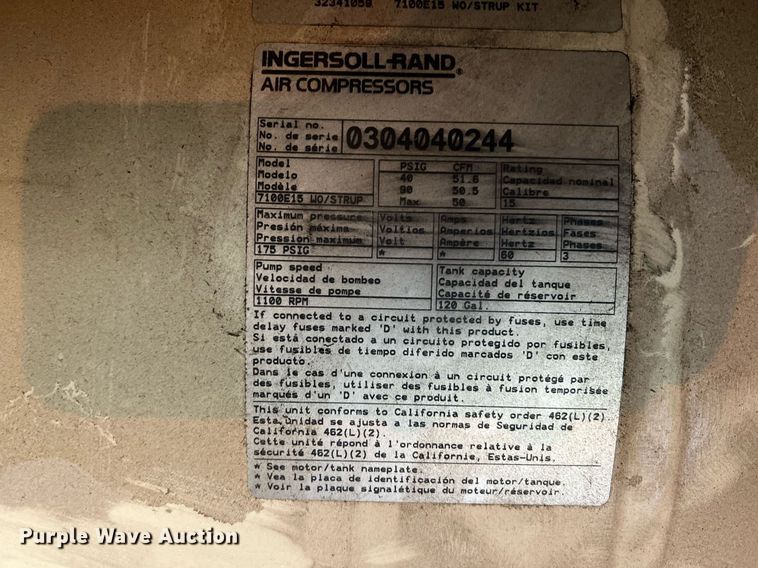 32341059 7100E15 WO/STRUP KIT
INGERSOLL-RAND®
AIR COMPRESSORS
Serial no.
No. de serie
No. de série
0304040244
Model
Modelo
Modèle
7100E15 WO/STRUP
PSIG CFM
40 51.6
90 50.5
Max 50
Rating
Capacidad nominal
Calibre
15
Maximum pressure
Presión máxima
Pression maximum
175 PSIG
Volts
Voltios
Volt
*
Amps
Amperios
Ampère
*
Hertz
Hertzios
Hertz
60
Phases
Fases
Phases
3
Pump speed
Velocidad de bombeo
Vitesse de pompe
1100 RPM
Tank capacity
Capacidad del tanque
Capacité de réservoir
120 Gal.
If connected to a circuit protected by fuses, use time
delay fuses marked 'D' with this product.
Si está conectado a un circuito protegido por fusibles,
use fusibles de tiempo diferido marcados 'D' con este
producto.
Dans le cas d'une connexion à un circuit protégé par
des fusibles, utiliser des fusibles à fusion temporisée
marqués d'un 'D' avec ce produit.
This unit conforms to California safety order 462(L)(2).
Esta unidad se ajusta a las normas de Seguridad de
California 462(L)(2).
Cette unité répond à l'ordonnance relative à la
sécurité 462(L)(2) de la Californie, Estas-Unis.
* See motor/tank nameplate.
* Vea la placa de identificación del motor/tanque.
* Voir la plaque signalétique du moteur/réservoir.
Purple Wave Auction